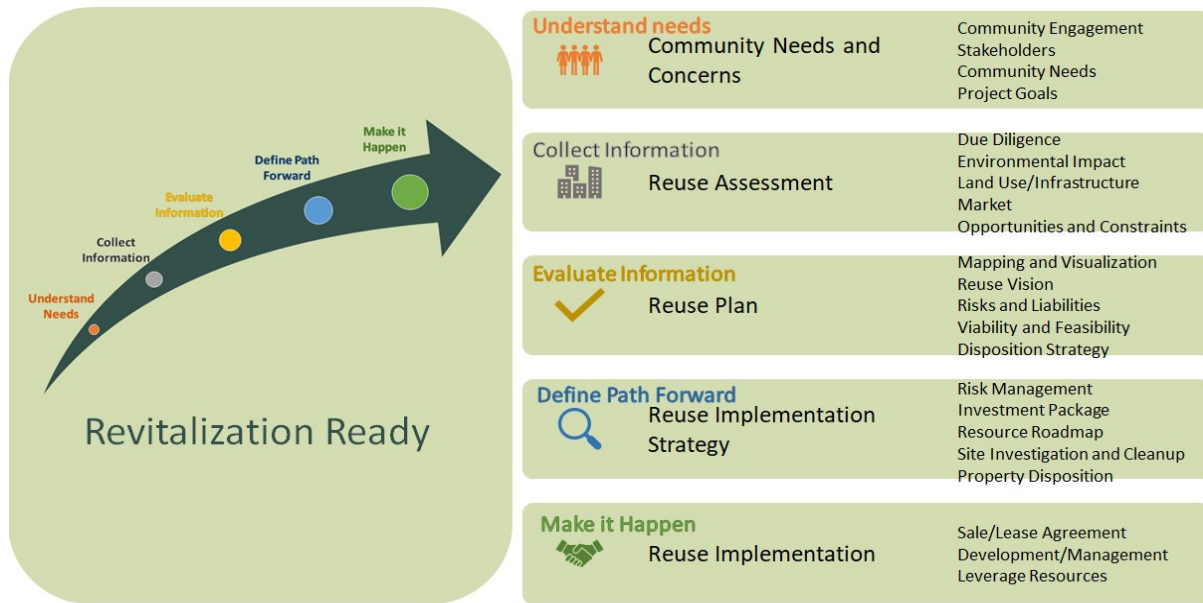 Make it
Happen
Define Path
Forward
Evaluate
Information
Collect
Information
Understand
Needs
Revitalization Ready
Understand needs
Community Needs and
Concerns
Community Engagement
Stakeholders
Community Needs
Project Goals
Collect Information
Reuse Assessment
Due Diligence
Environmental Impact
Land Use/Infrastructure
Market
Opportunities and Constraints
Evaluate Information
Reuse Plan
Mapping and Visualization
Reuse Vision
Risks and Liabilities
Viability and Feasibility
Disposition Strategy
Define Path Forward
Reuse Implementation
Strategy
Risk Management
Investment Package
Resource Roadmap
Site Investigation and Cleanup
Property Disposition
Make it Happen
Reuse Implementation
Sale/Lease Agreement
Development/Management
Leverage Resources